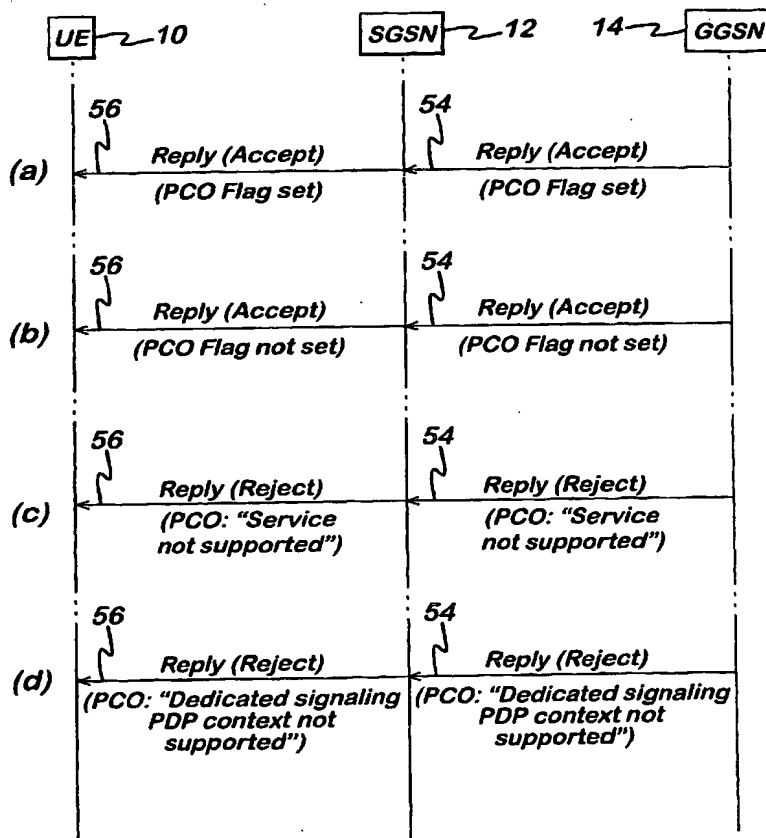 UE 10 SGSN 12 14 GGSN
56 54
(a) Reply (Accept) Reply (Accept)
(PCO Flag set) (PCO Flag set)
56 54
(b) Reply (Accept) Reply (Accept)
(PCO Flag not set) (PCO Flag not set)
56 54
(c) Reply (Reject) Reply (Reject)
(PCO: “Service (PCO: “Service
not supported”) not supported”)
56 54
(d) Reply (Reject) Reply (Reject)
(PCO: “Dedicated signaling (PCO: “Dedicated signaling
PDP context not PDP context not
supported”) supported”)